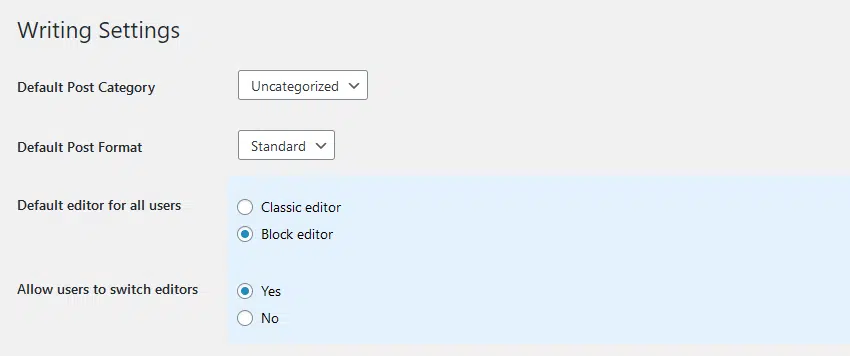 Writing Settings
Default Post Category
Uncategorized
Default Post Format
Standard
Default editor for all users
Classic editor
Block editor
Allow users to switch editors
Yes
No